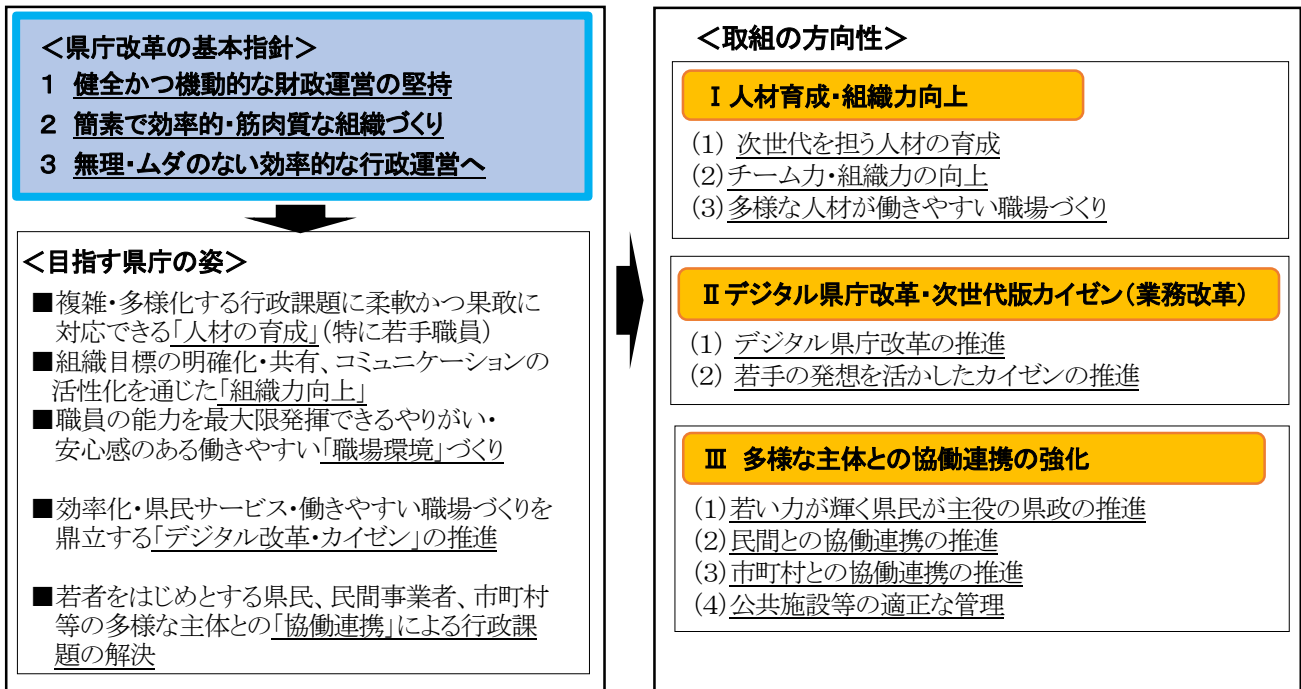 ＜県庁改革の基本指針＞
１ 健全かつ機動的な財政運営の堅持
２ 簡素で効率的・筋肉質な組織づくり
３ 無理・ムダのない効率的な行政運営へ
＜目指す県庁の姿＞
■複雑・多様化する行政課題に柔軟かつ果敢に
対応できる「人材の育成」（特に若手職員）
■組織目標の明確化・共有、コミュニケーションの
活性化を通じた「組織力向上」
■職員の能力を最大限発揮できるやりがい・
安心感のある働きやすい「職場環境」づくり
■効率化・県民サービス・働きやすい職場づくりを
鼎立する「デジタル改革・カイゼン」の推進
■若者をはじめとする県民、民間事業者、市町村
等の多様な主体との「協働連携」による行政課
題の解決
＜取組の方向性＞
Ⅰ 人材育成・組織力向上
（１） 次世代を担う人材の育成
（２）チーム力・組織力の向上
（３）多様な人材が働きやすい職場づくり
Ⅱデジタル県庁改革・次世代版カイゼン（業務改革）
（１） デジタル県庁改革の推進
（２） 若手の発想を活かしたカイゼンの推進
Ⅲ 多様な主体との協働連携の強化
（１）若い力が輝く県民が主役の県政の推進
（２）民間との協働連携の推進
（３）市町村との協働連携の推進
（４）公共施設等の適正な管理